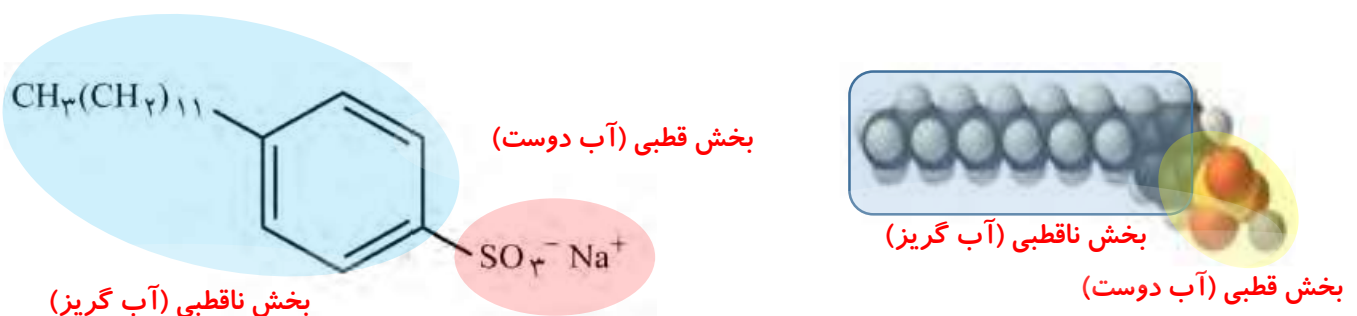 CH۳(CH۲)۱۱
بخش قطبی (آب دوست)
SO۳⁻ Na⁺
بخش ناقطبی (آب گریز)
بخش ناقطبی (آب گریز)
بخش قطبی (آب دوست)